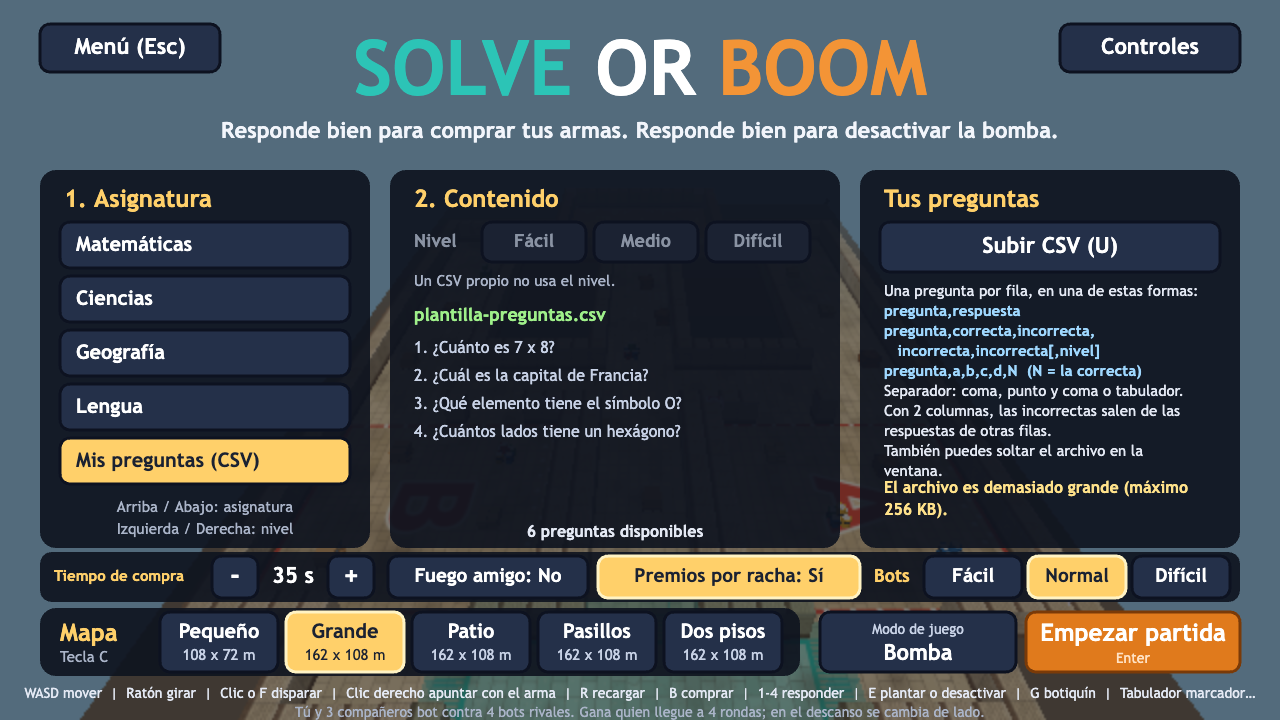 Menú (Esc)
SOLVE OR BOOM
Controles
Responde bien para comprar tus armas. Responde bien para desactivar la bomba.
1. Asignatura
Matemáticas
Ciencias
Geografía
Lengua
Mis preguntas (CSV)
Arriba / Abajo: asignatura
Izquierda / Derecha: nivel
2. Contenido
Nivel Fácil Medio Difícil
Un CSV propio no usa el nivel.
plantilla-preguntas.csv
1. ¿Cuánto es 7 x 8?
2. ¿Cuál es la capital de Francia?
3. ¿Qué elemento tiene el símbolo O?
4. ¿Cuántos lados tiene un hexágono?
6 preguntas disponibles
Tus preguntas
Subir CSV (U)
Una pregunta por fila, en una de estas formas:
pregunta,respuesta
pregunta,correcta,incorrecta,
incorrecta,incorrecta[,nivel]
pregunta,a,b,c,d,N (N = la correcta)
Separador: coma, punto y coma o tabulador.
Con 2 columnas, las incorrectas salen de las
respuestas de otras filas.
También puedes soltar el archivo en la
ventana.
El archivo es demasiado grande (máximo
256 KB).
Tiempo de compra - 35 s + Fuego amigo: No Premios por racha: Sí Bots Fácil Normal Difícil
Mapa
Tecla C
Pequeño
108 x 72 m
Grande
162 x 108 m
Patio
162 x 108 m
Pasillos
162 x 108 m
Dos pisos
162 x 108 m
Modo de juego
Bomba
Empezar partida
Enter
WASD mover | Ratón girar | Clic o F disparar | Clic derecho apuntar con el arma | R recargar | B comprar | 1-4 responder | E plantar o desactivar | G botiquín | Tabulador marcador...
Tú y 3 compañeros bot contra 4 bots rivales. Gana quien llegue a 4 rondas; en el descanso se cambia de lado.